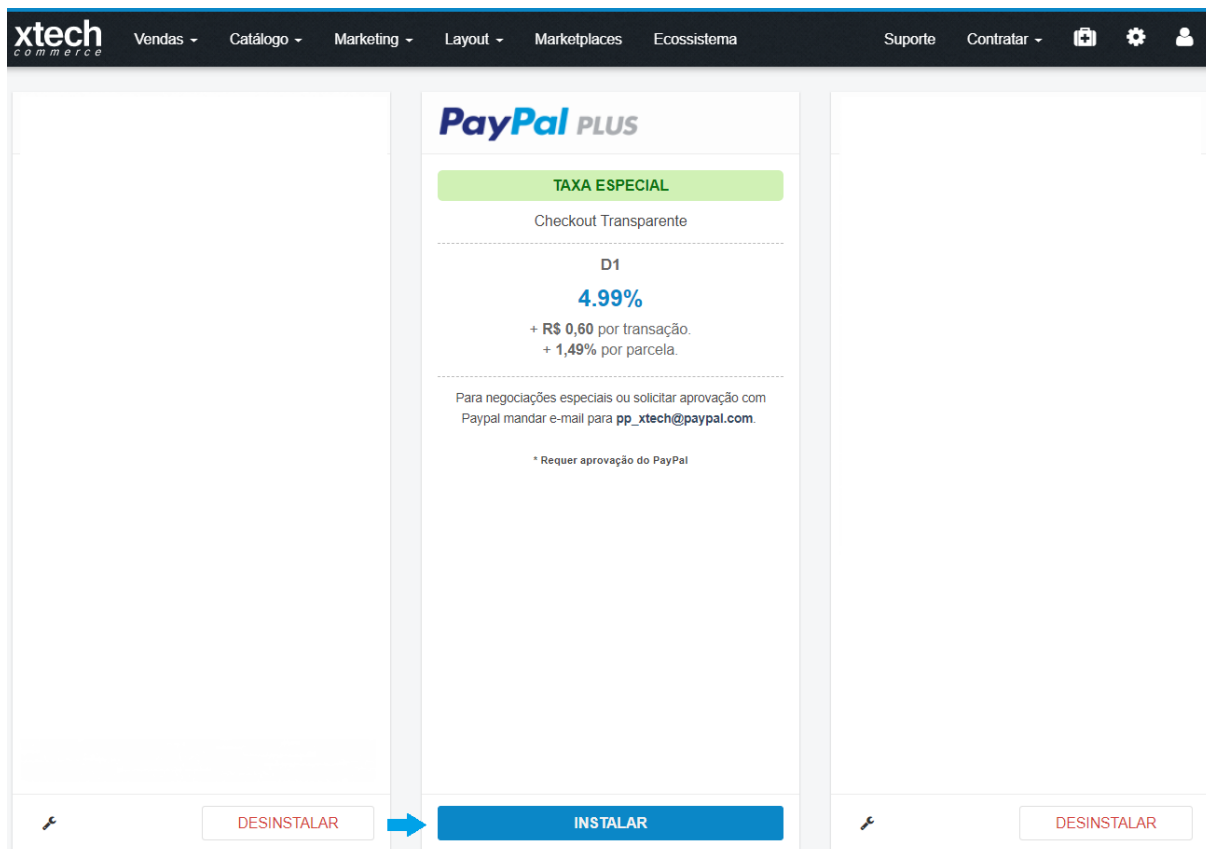 xtech
commerce
Vendas
Catálogo
Marketing
Layout
Marketplaces
Ecossistema
Suporte
Contratar
PayPal PLUS
TAXA ESPECIAL
Checkout Transparente
D1
4.99%
+ R$ 0,60 por transação.
+ 1,49% por parcela.
Para negociações especiais ou solicitar aprovação com
Paypal mandar e-mail para pp_xtech@paypal.com.
* Requer aprovação do PayPal
DESINSTALAR
INSTALAR
DESINSTALAR